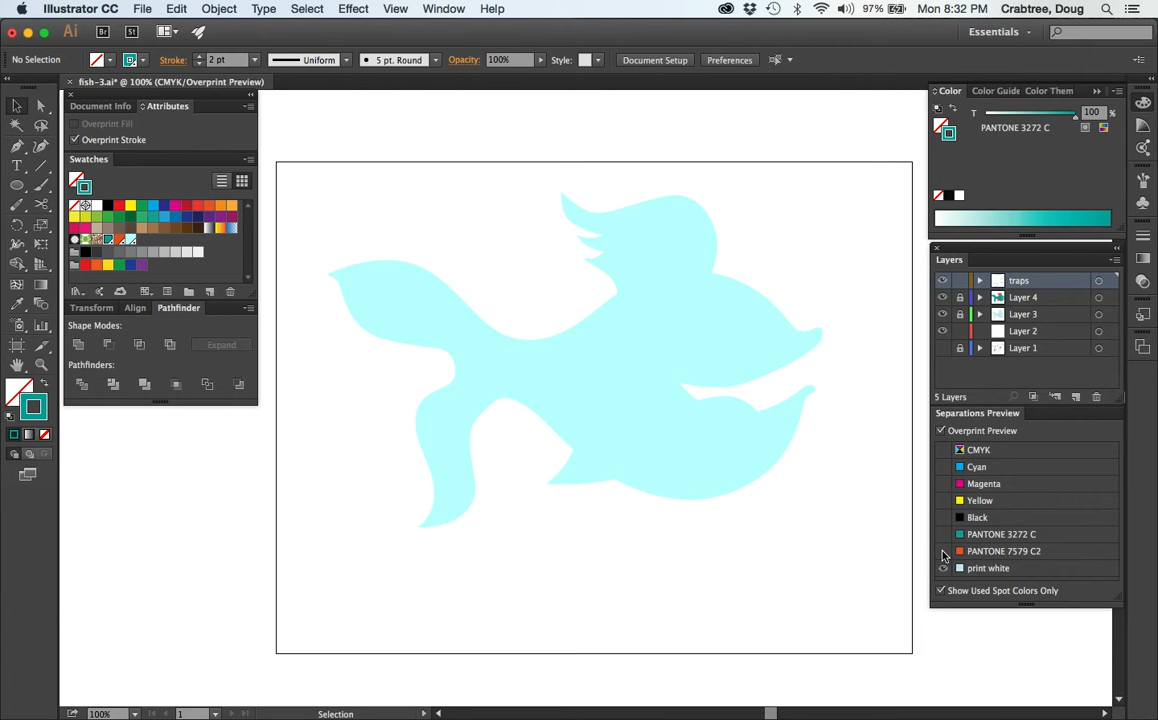 Illustrator CC File Edit Object Type Select Effect View Window Help 97% Mon 8:32 PM Crabtree, Doug
Ai Br St Essentials
No Selection Stroke: 2 pt Uniform 5 pt. Round Opacity: 100% Style: Document Setup Preferences
fish-3.ai* @ 100% (CMYK/Overprint Preview)
Document Info Attributes
Overprint Fill
Overprint Stroke
Swatches
Transform Align Pathfinder
Shape Modes:
Expand
Pathfinders:
Color Color Guide Color Them
T 100 %
PANTONE 3272 C
Layers
traps
Layer 4
Layer 3
Layer 2
Layer 1
5 Layers
Separations Preview
Overprint Preview
CMYK
Cyan
Magenta
Yellow
Black
PANTONE 3272 C
PANTONE 7579 C2
print white
Show Used Spot Colors Only
100% 1 Selection